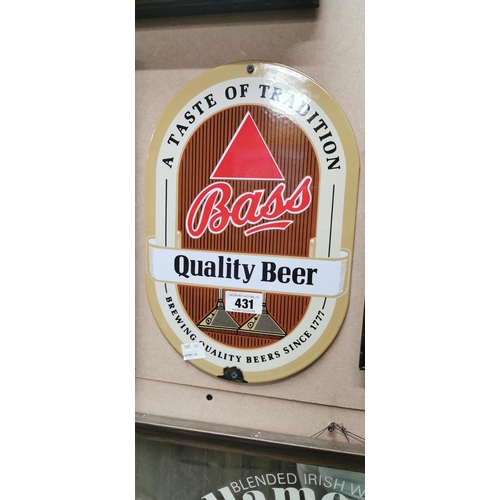 A TASTE OF TRADITION
Bass
Quality Beer
431
BREWING QUALITY BEERS SINCE 1777
BLENDED IRISH W